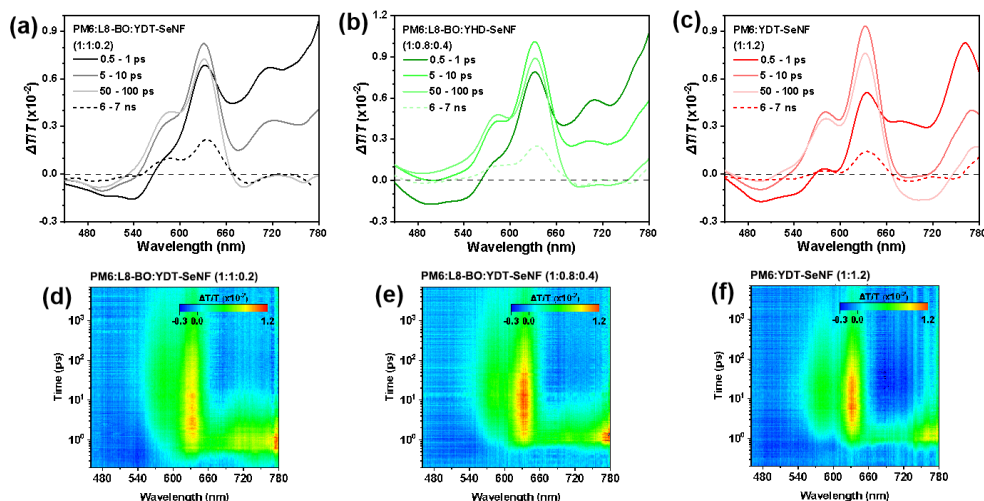 (a)
PM6:L8-BO:YDT-SeNF
(1:1:0.2)
0.5 - 1 ps
5 - 10 ps
50 - 100 ps
6 - 7 ns
ΔT/T (x10⁻²)
0.9
0.6
0.3
0.0
-0.3
480 540 600 660 720 780
Wavelength (nm)
(b)
PM6:L8-BO:YHD-SeNF
(1:0.8:0.4)
0.5 - 1 ps
5 - 10 ps
50 - 100 ps
6 - 7 ns
ΔT/T (x10⁻²)
1.2
0.9
0.6
0.3
0.0
-0.3
480 540 600 660 720 780
Wavelength (nm)
(c)
PM6:YDT-SeNF
(1:1.2)
0.5 - 1 ps
5 - 10 ps
50 - 100 ps
6 - 7 ns
ΔT/T (x10⁻²)
0.9
0.6
0.3
0.0
-0.3
480 540 600 660 720 780
Wavelength (nm)
(d)
PM6:L8-BO:YDT-SeNF (1:1:0.2)
ΔT/T (x10⁻²)
-0.3 0.0 1.2
Time (ps)
10³
10²
10¹
10⁰
480 540 600 660 720 780
Wavelength (nm)
(e)
PM6:L8-BO:YDT-SeNF (1:0.8:0.4)
ΔT/T (x10⁻²)
-0.3 0.0 1.2
Time (ps)
10³
10²
10¹
10⁰
480 540 600 660 720 780
Wavelength (nm)
(f)
PM6:YDT-SeNF (1:1.2)
ΔT/T (x10⁻²)
-0.3 0.0 1.2
Time (ps)
10³
10²
10¹
10⁰
480 540 600 660 720 780
Wavelength (nm)